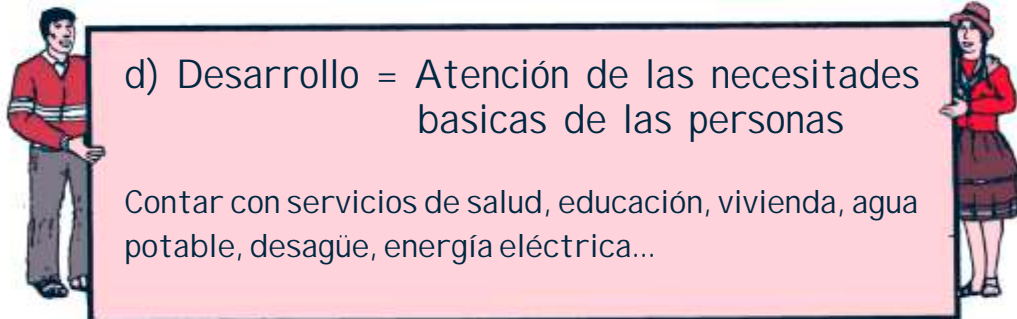 d) Desarrollo = Atención de las necesitades
basicas de las personas
Contar con servicios de salud, educación, vivienda, agua
potable, desagüe, energía eléctrica...